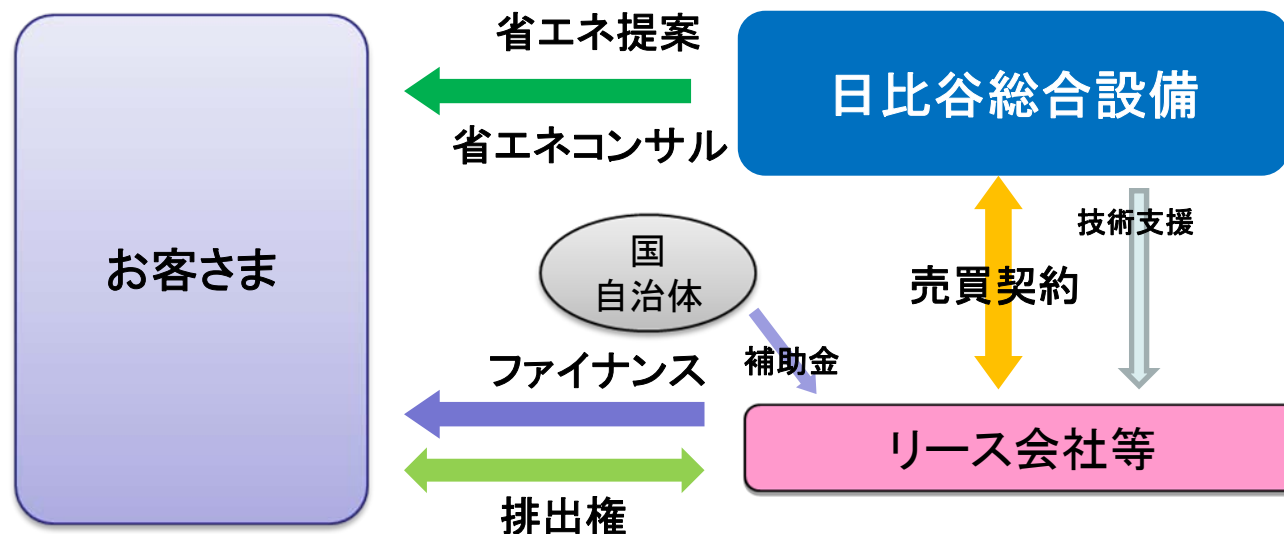 省エネ提案
日比谷総合設備
省エネコンサル
お客さま
国
自治体
技術支援
売買契約
補助金
ファイナンス
リース会社等
排出権